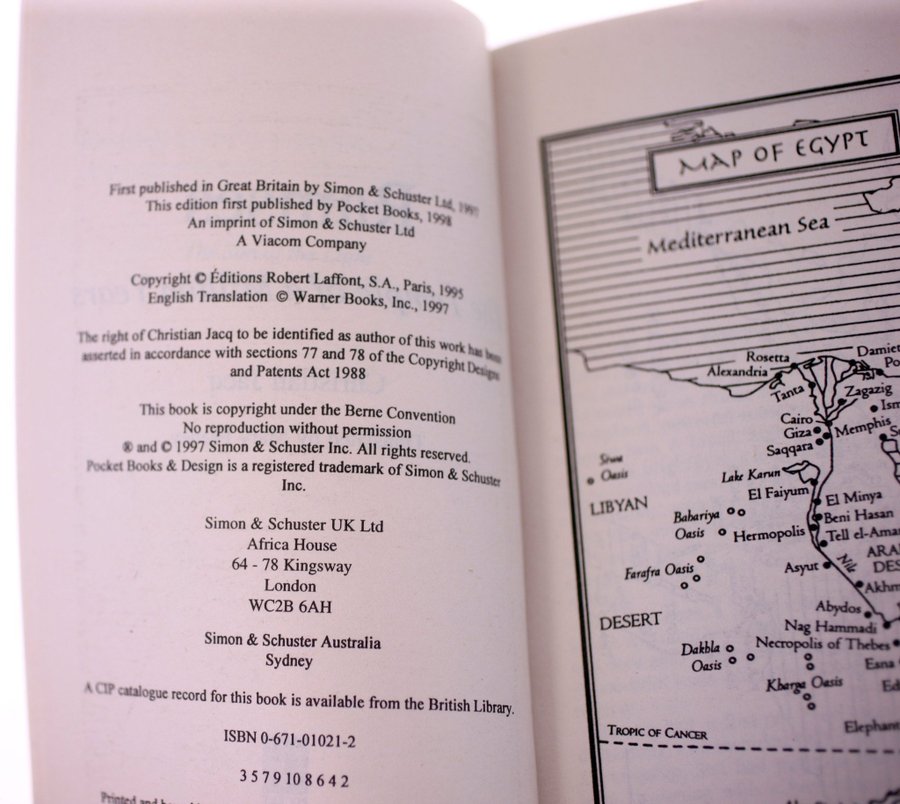 First published in Great Britain by Simon & Schuster Ltd, 1997
This edition first published by Pocket Books, 1998
An imprint of Simon & Schuster Ltd
A Viacom Company
Copyright © Éditions Robert Laffont, S.A., Paris, 1995
English Translation © Warner Books, Inc., 1997
The right of Christian Jacq to be identified as author of this work has been
asserted in accordance with sections 77 and 78 of the Copyright Designs
and Patents Act 1988
This book is copyright under the Berne Convention
No reproduction without permission
® and © 1997 Simon & Schuster Inc. All rights reserved.
Pocket Books & Design is a registered trademark of Simon & Schuster
Inc.
Simon & Schuster UK Ltd
Africa House
64 - 78 Kingsway
London
WC2B 6AH
Simon & Schuster Australia
Sydney
A CIP catalogue record for this book is available from the British Library.
ISBN 0-671-01021-2
3 5 7 9 10 8 6 4 2
Printed and
MAP OF EGYPT
Mediterranean Sea
Rosetta
Damiet
Alexandria
Po
Tanta
Zagazig
Ism
Cairo
Giza
Memphis
Saqqara
Siwa
Oasis
Lake Karun
El Faiyum
El Minya
LIBYAN
Bahariya
Oasis
Beni Hasan
Hermopolis
Tell el-Amar
Nile
ARA
DES
Farafra Oasis
Asyut
Akhm
Abydos
DESERT
Nag Hammadi
Necropolis of Thebes
Dakbla
Oasis
Esna
Kharga Oasis
Ed
Elephant
TROPIC OF CANCER